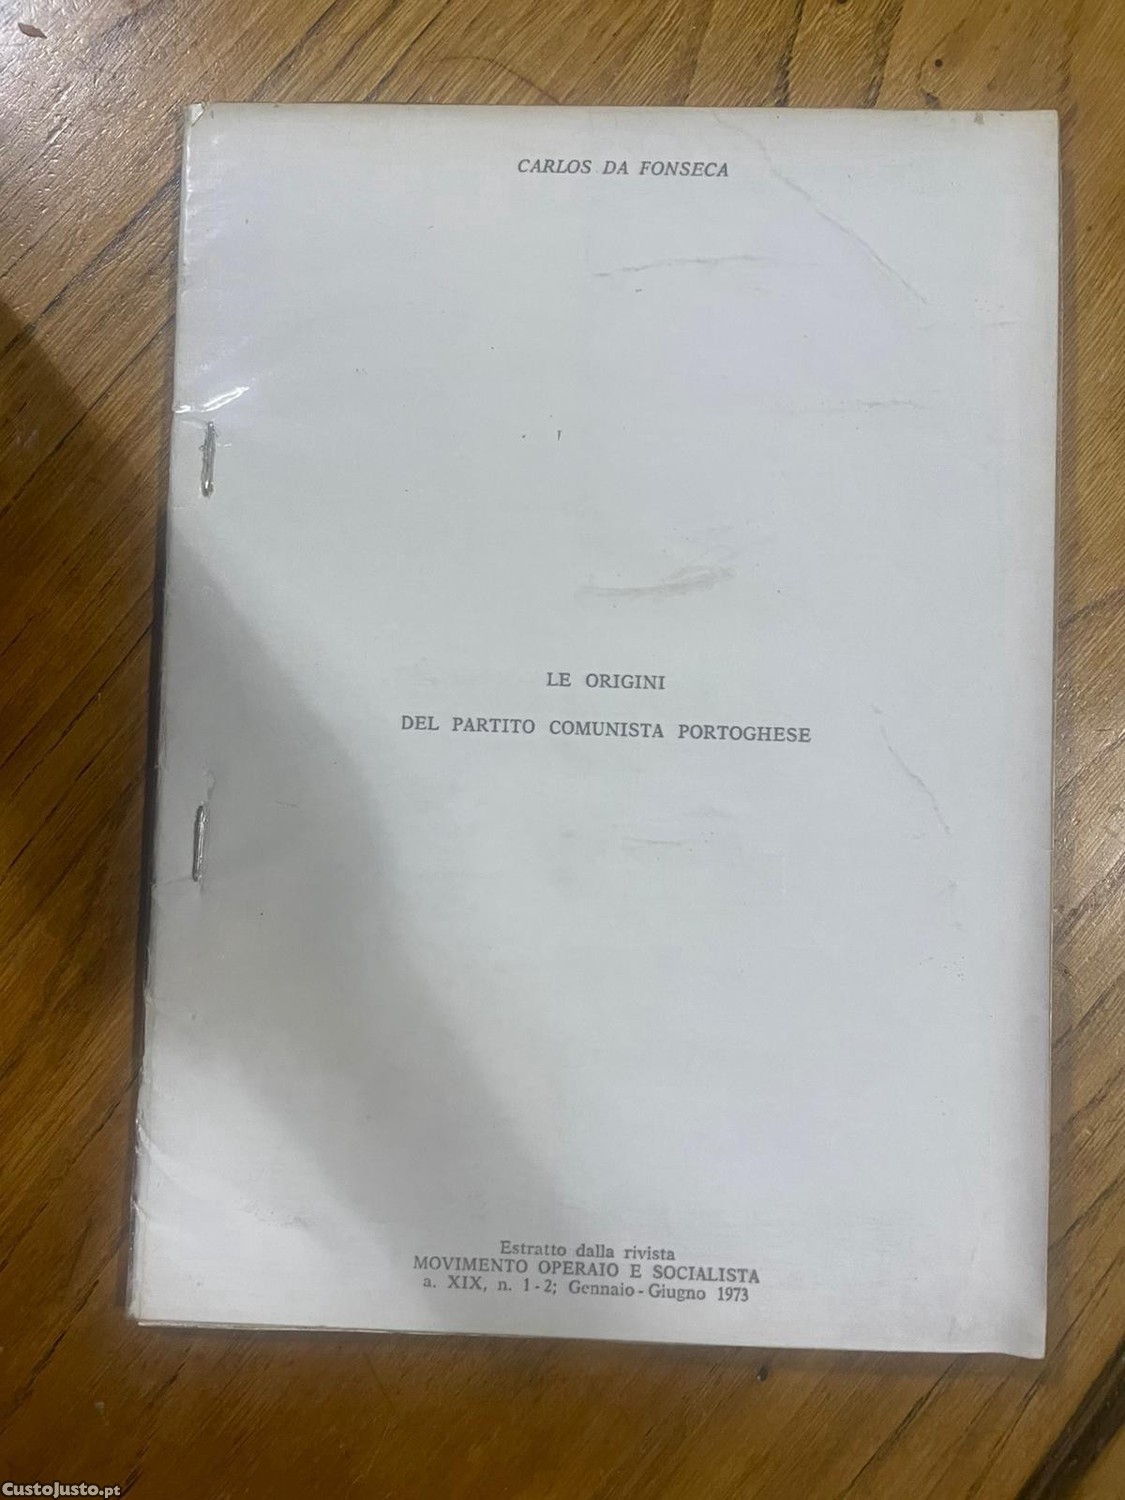 CARLOS DA FONSECA
LE ORIGINI
DEL PARTITO COMUNISTA PORTOGHESE
Estratto dalla rivista
MOVIMENTO OPERAIO E SOCIALISTA
a. XIX, n. 1-2; Gennaio - Giugno 1973
CustoJusto.pt